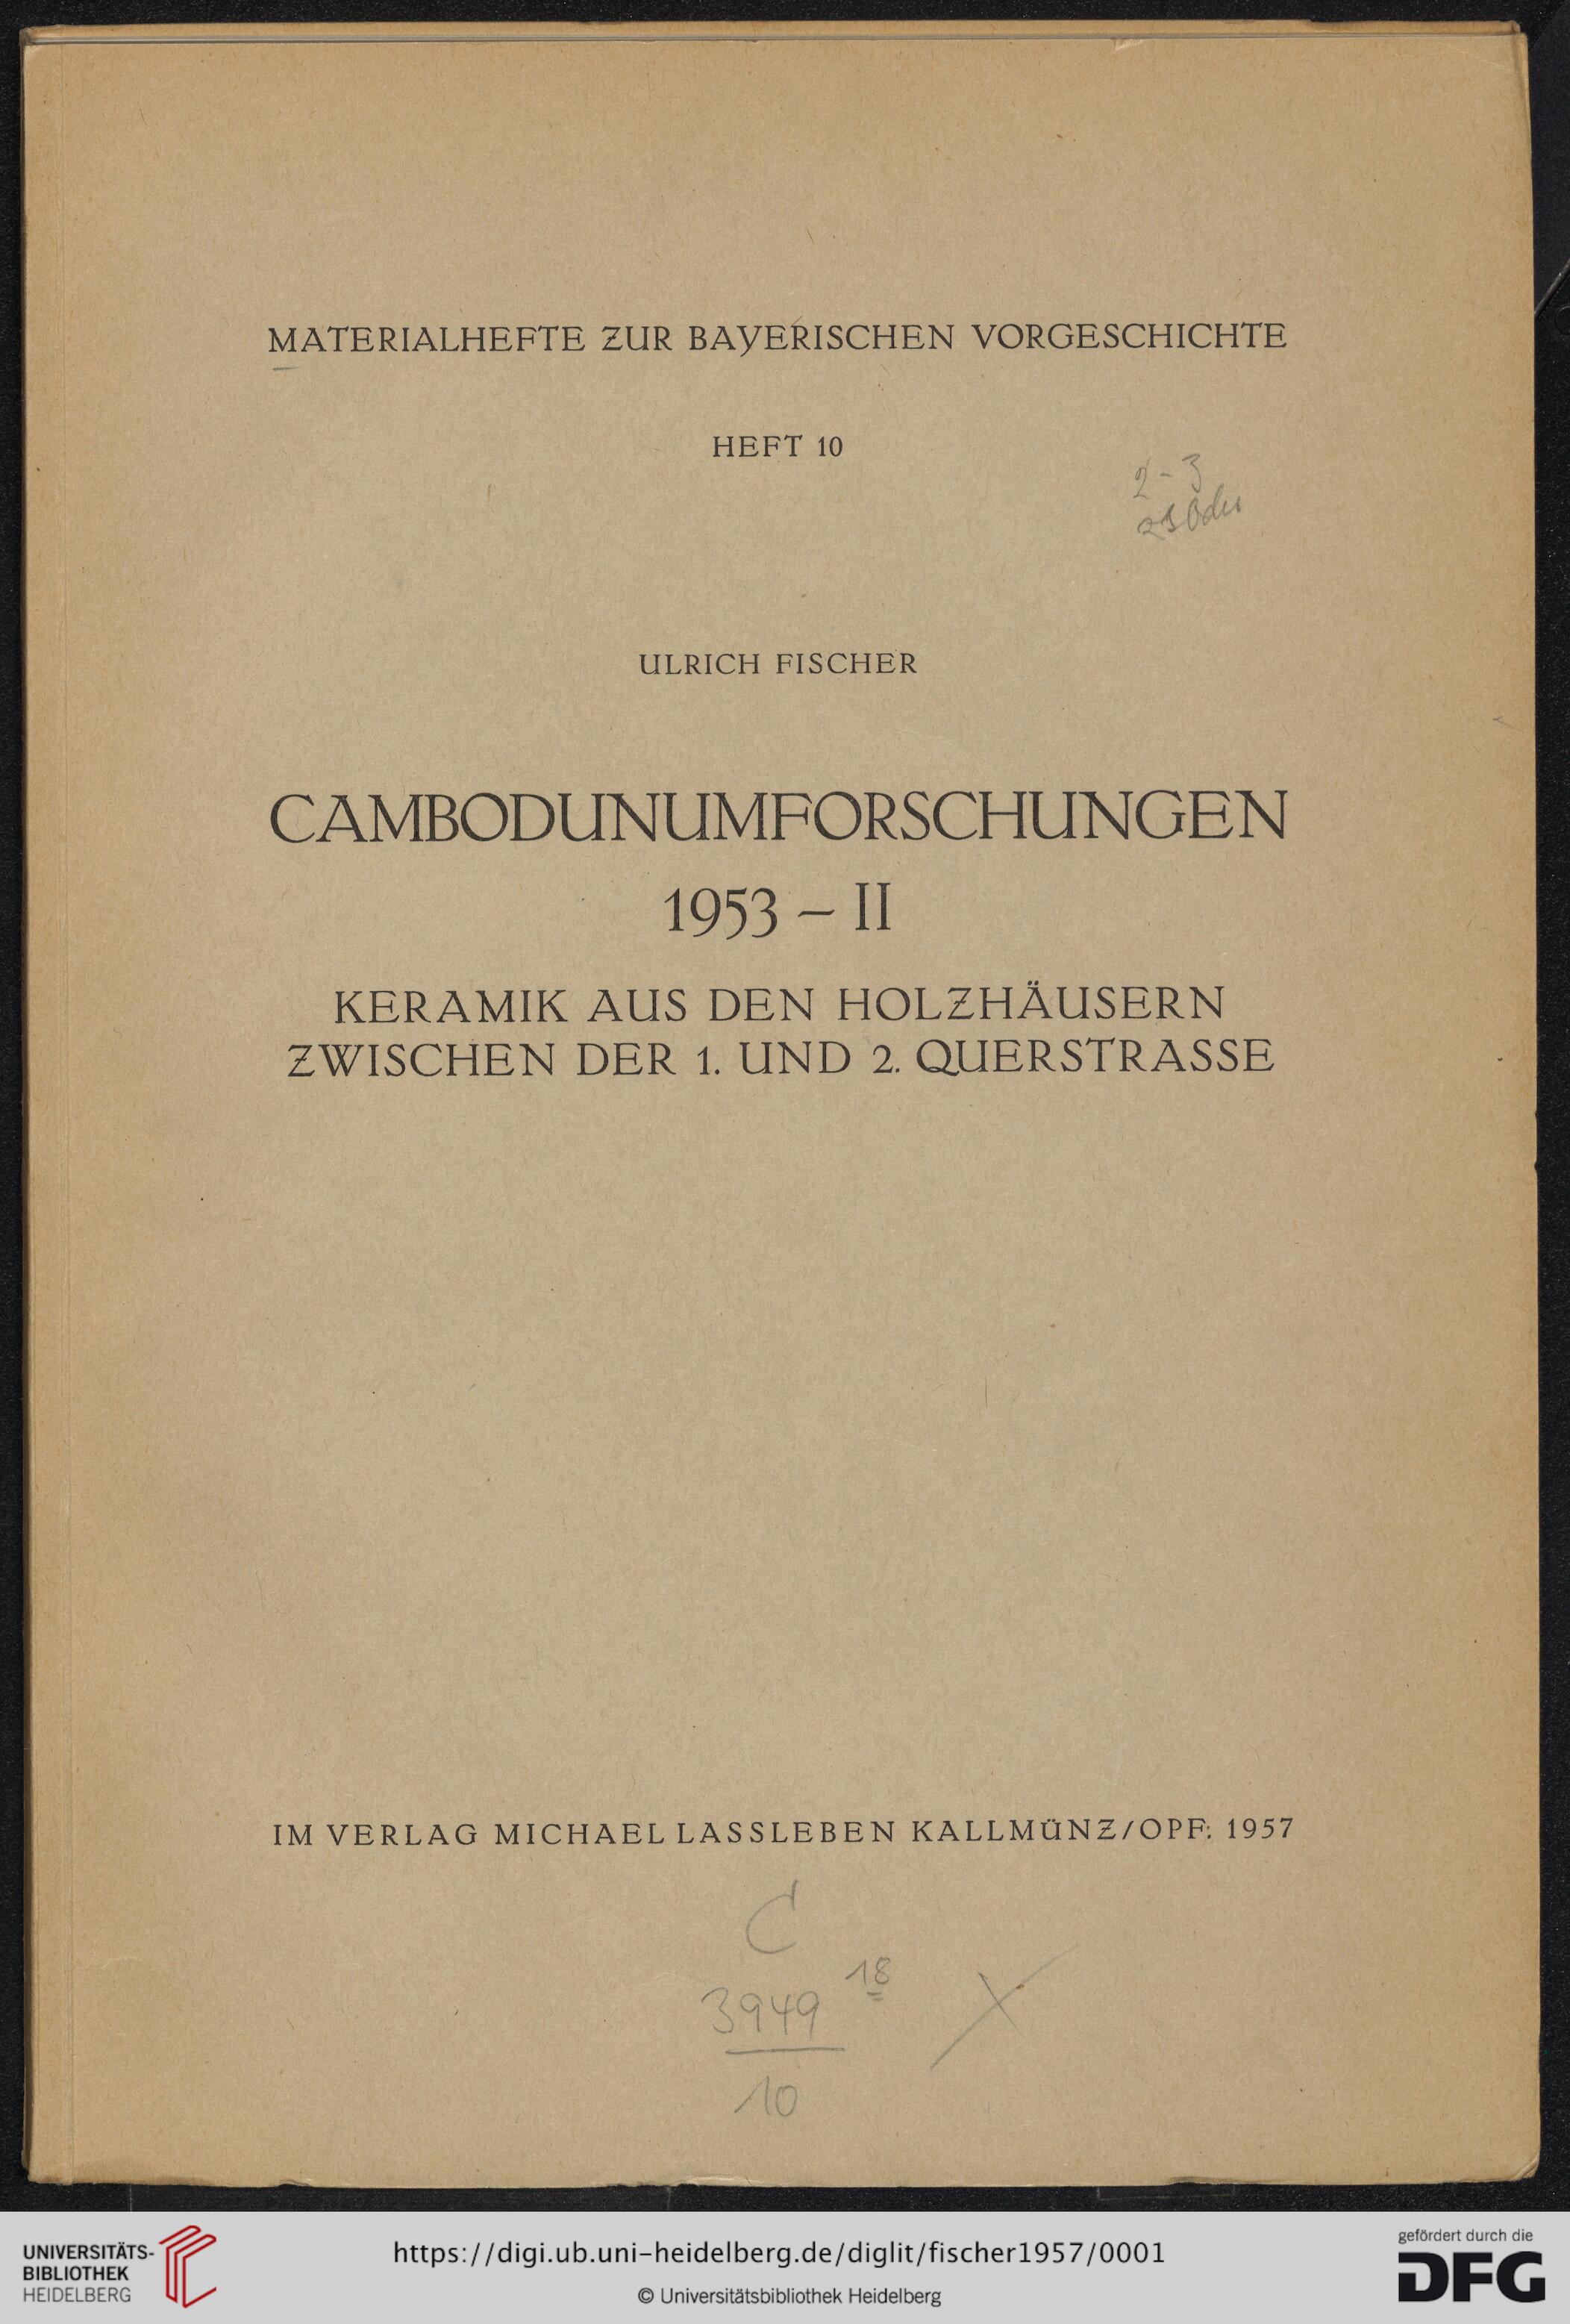 MATERIALHEFTE ZUR BAYERISCHEN VORGESCHICHTE
HEFT 10
2-3
ULRICH FISCHER
CAMBODUNUMFORSCHUNGEN
1953 – II
KERAMIK AUS DEN HOLZHÄUSERN
ZWISCHEN DER 1. UND 2. QUERSTRASSE
IM VERLAG MICHAEL LASSLEBEN KALLMÜNZ/OPF. 1957
C
3949 18
10
UNIVERSITÄTS-
BIBLIOTHEK
HEIDELBERG
https://digi.ub.uni-heidelberg.de/diglit/fischer1957/0001
© Universitätsbibliothek Heidelberg
gefördert durch die
DFG